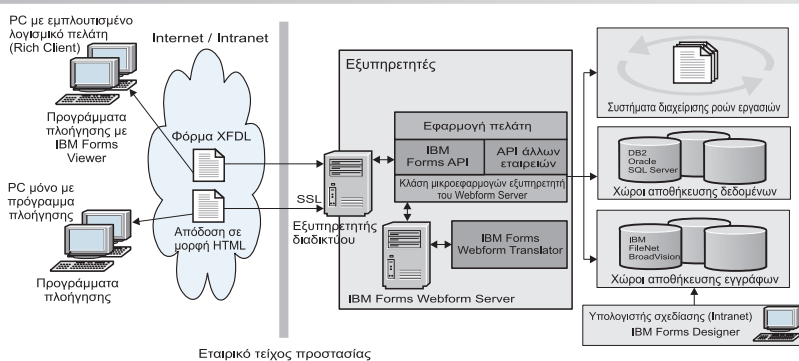 PC με εμπλουτισμένο
λογισμικό πελάτη
(Rich Client)
Προγράμματα
πλοήγησης με
IBM Forms
Viewer
PC μόνο με
πρόγραμμα
πλοήγησης
Προγράμματα
πλοήγησης
Internet / Intranet
Φόρμα XFDL
Απόδοση σε
μορφή HTML
SSL
Εξυπηρετητής
διαδικτύου
Εταιρικό τείχος προστασίας
Εξυπηρετητές
Εφαρμογή πελάτη
IBM
Forms API
API άλλων
εταιρειών
Κλάση μικροεφαρμογών εξυπηρετητή
του Webform Server
IBM Forms
Webform Translator
IBM Forms Webform Server
Συστήματα διαχείρισης ροών εργασιών
DB2
Oracle
SQL Server
Χώροι αποθήκευσης δεδομένων
IBM
FileNet
BroadVision
Χώροι αποθήκευσης εγγράφων
Υπολογιστής σχεδίασης (Intranet)
IBM Forms Designer